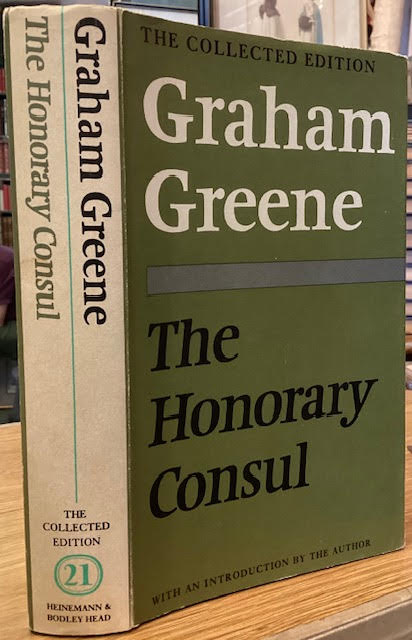 THE COLLECTED EDITION
Graham
Greene
The
Honorary
Consul
WITH AN INTRODUCTION BY THE AUTHOR
Graham Greene
The Honorary Consul
THE
COLLECTED
EDITION
21
HEINEMANN &
BODLEY HEAD